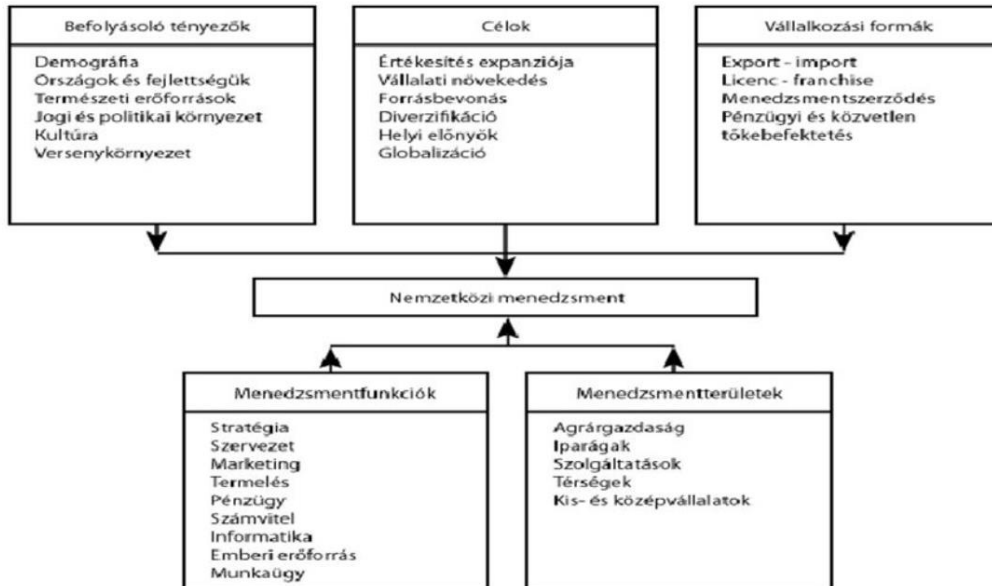 Befolyásoló tényezők
Demográfia
Országok és fejlettségük
Természeti erőforrások
Jogi és politikai környezet
Kultúra
Versenykörnyezet
Célok
Értékesítés expanziója
Vállalati növekedés
Forrásbevonás
Diverzifikáció
Helyi előnyök
Globalizáció
Vállalkozási formák
Export - import
Licenc - franchise
Menedzsmentszerződés
Pénzügyi és közvetlen
tőkebefektetés
Nemzetközi menedzsment
Menedzsmentfunkciók
Stratégia
Szervezet
Marketing
Termelés
Pénzügy
Számvitel
Informatika
Emberi erőforrás
Munkaügy
Menedzsmentterületek
Agrárgazdaság
Iparágak
Szolgáltatások
Térségek
Kis- és középvállalatok